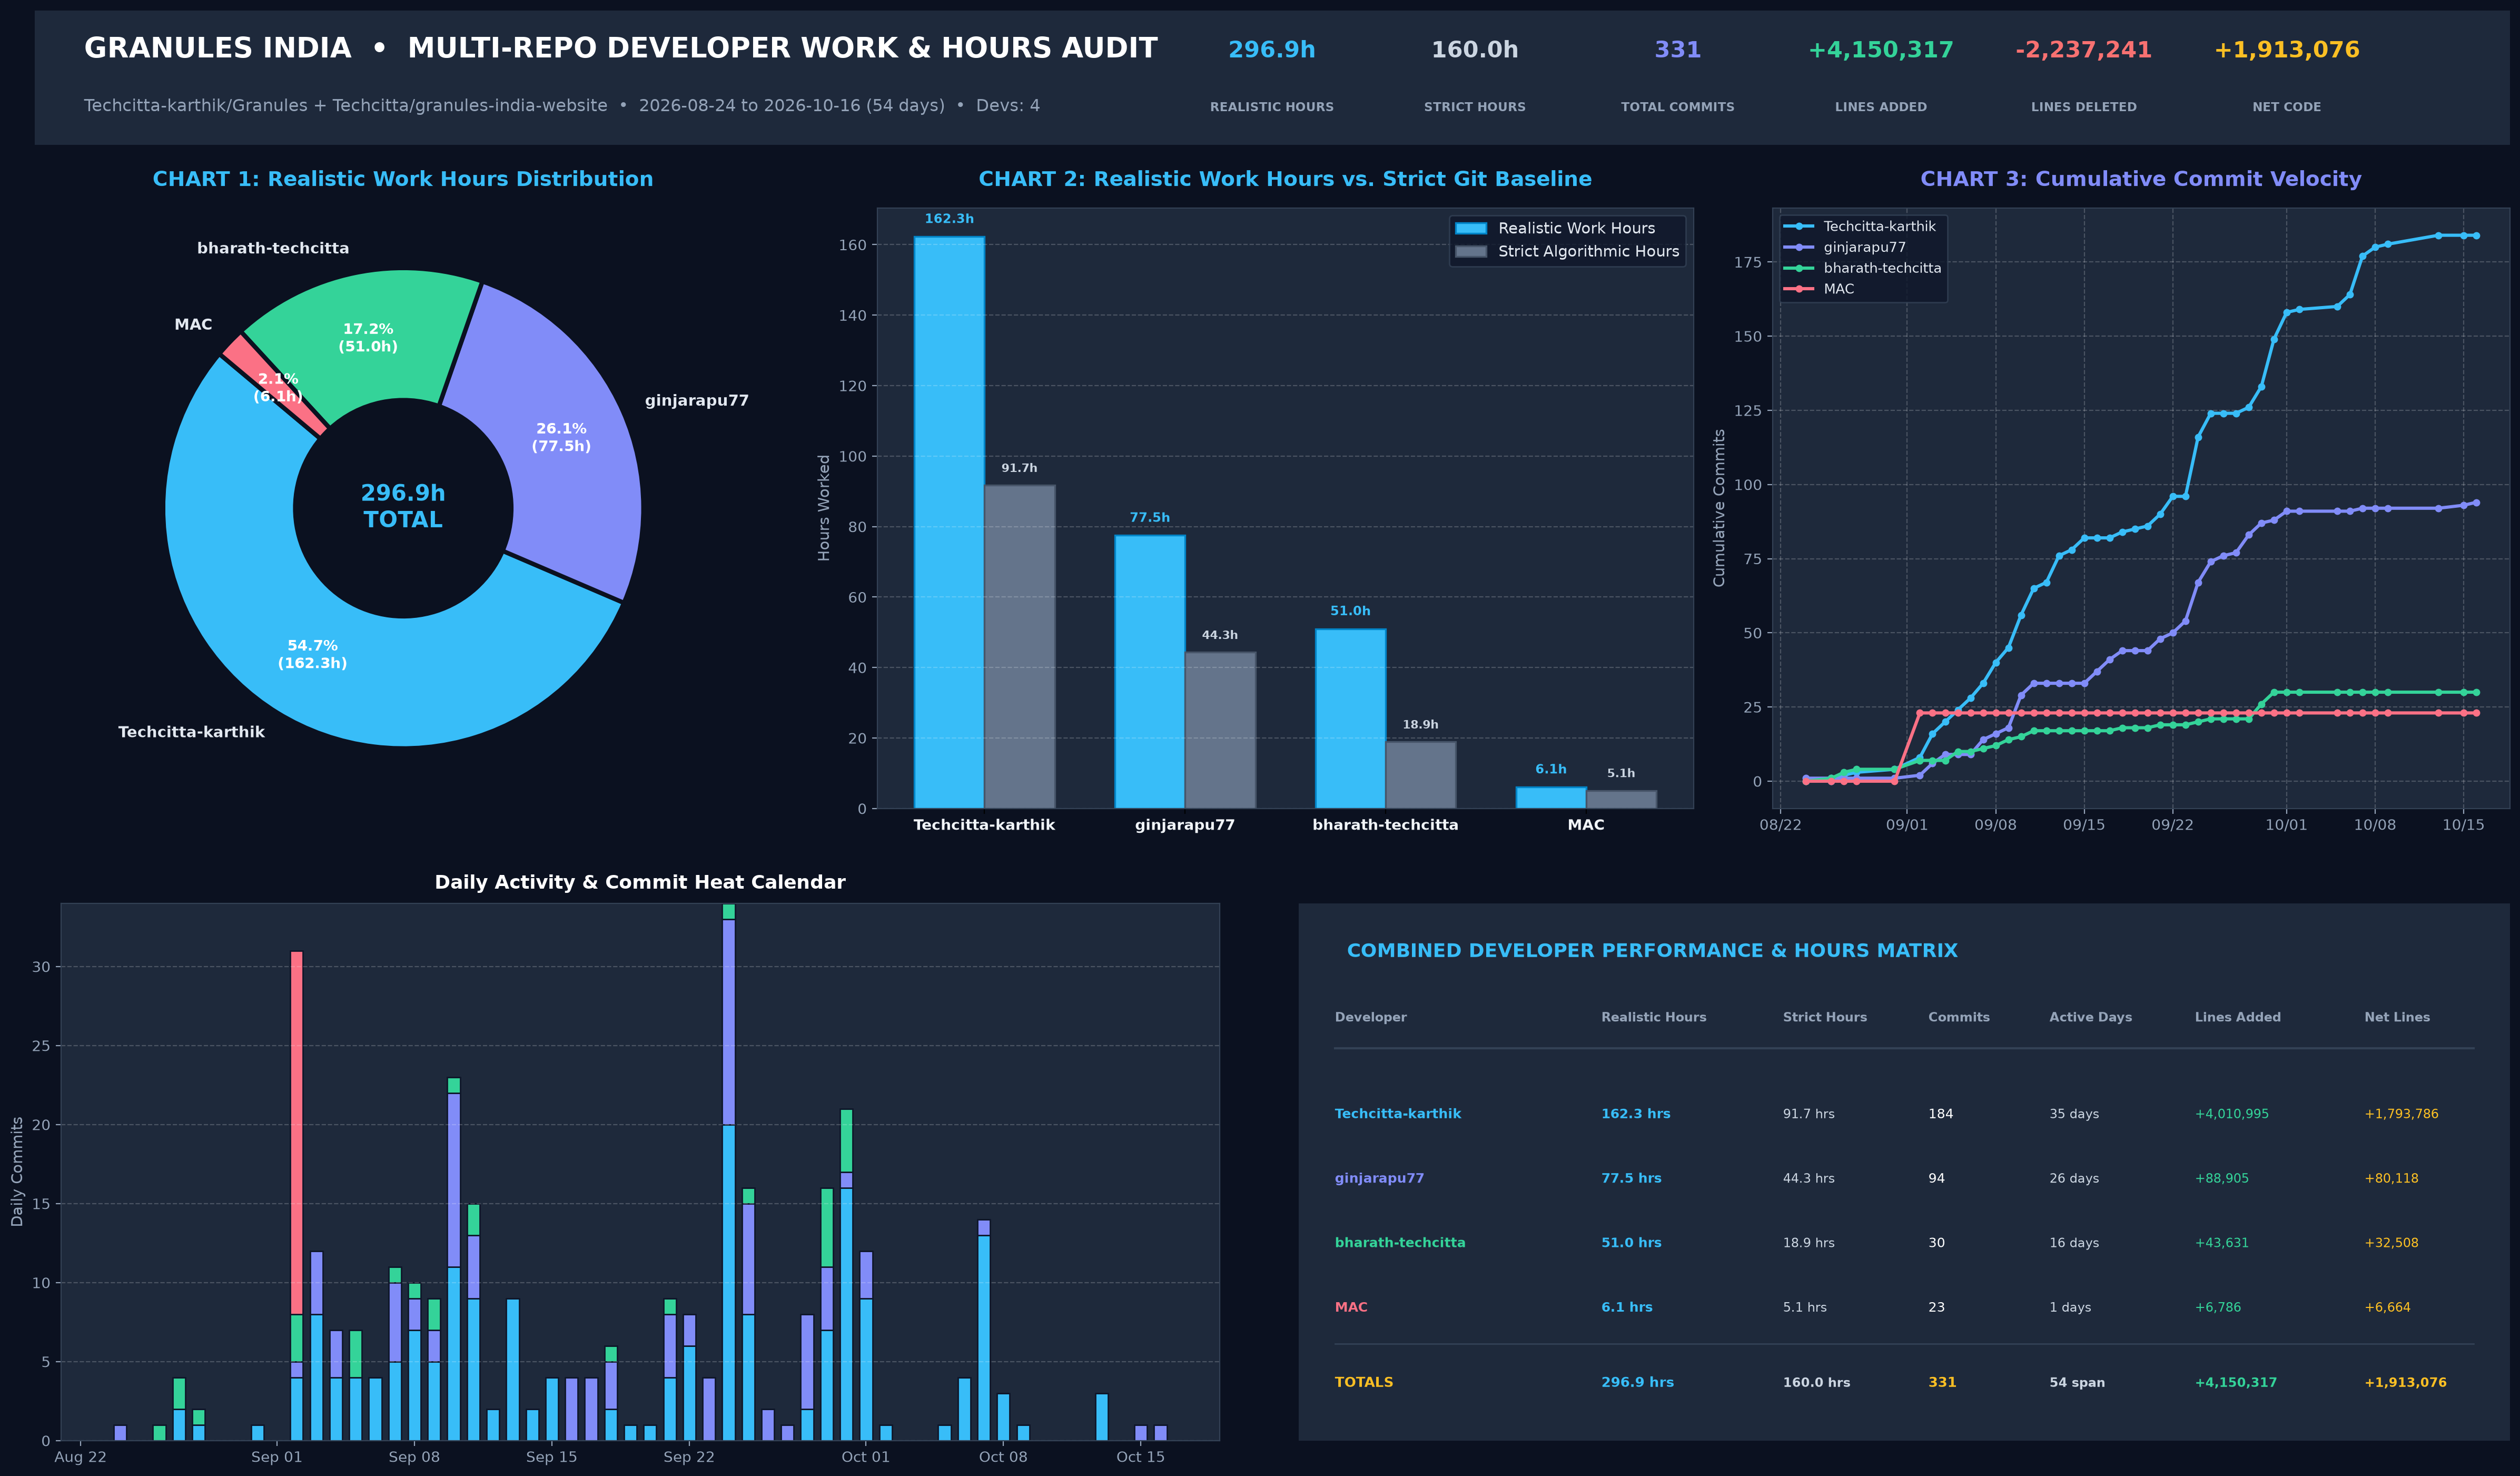 GRANULES INDIA • MULTI-REPO DEVELOPER WORK & HOURS AUDIT
Techcitta-karthik/Granules + Techcitta/granules-india-website • 2026-08-24 to 2026-10-16 (54 days) • Devs: 4
296.9h 160.0h 331 +4,150,317 -2,237,241 +1,913,076
REALISTIC HOURS STRICT HOURS TOTAL COMMITS LINES ADDED LINES DELETED NET CODE
CHART 1: Realistic Work Hours Distribution
bharath-techcitta
MAC
17.2%
(51.0h)
2.1%
(6.1h)
ginjarapu77
26.1%
(77.5h)
296.9h
TOTAL
54.7%
(162.3h)
Techcitta-karthik
CHART 2: Realistic Work Hours vs. Strict Git Baseline
Realistic Work Hours
Strict Algorithmic Hours
Hours Worked
160
140
120
100
80
60
40
20
0
162.3h
91.7h
77.5h
44.3h
51.0h
18.9h
6.1h
5.1h
Techcitta-karthik ginjarapu77 bharath-techcitta MAC
CHART 3: Cumulative Commit Velocity
Techcitta-karthik
ginjarapu77
bharath-techcitta
MAC
Cumulative Commits
175
150
125
100
75
50
25
0
08/22 09/01 09/08 09/15 09/22 10/01 10/08 10/15
Daily Activity & Commit Heat Calendar
Daily Commits
30
25
20
15
10
5
0
Aug 22 Sep 01 Sep 08 Sep 15 Sep 22 Oct 01 Oct 08 Oct 15
COMBINED DEVELOPER PERFORMANCE & HOURS MATRIX
Developer Realistic Hours Strict Hours Commits Active Days Lines Added Net Lines
Techcitta-karthik 162.3 hrs 91.7 hrs 184 35 days +4,010,995 +1,793,786
ginjarapu77 77.5 hrs 44.3 hrs 94 26 days +88,905 +80,118
bharath-techcitta 51.0 hrs 18.9 hrs 30 16 days +43,631 +32,508
MAC 6.1 hrs 5.1 hrs 23 1 days +6,786 +6,664
TOTALS 296.9 hrs 160.0 hrs 331 54 span +4,150,317 +1,913,076